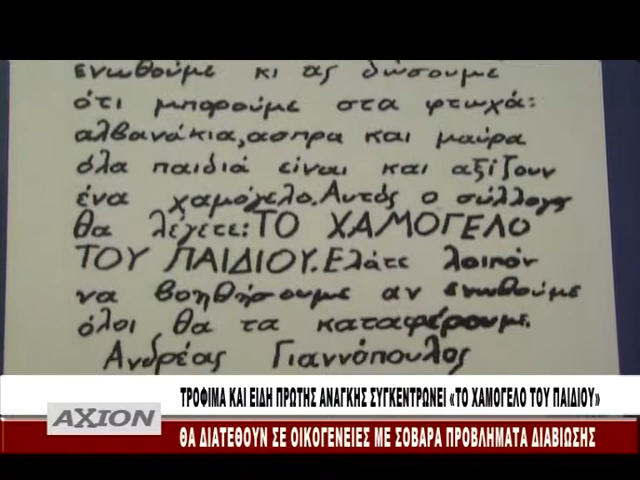 ενωθούμε κι ας δώσουμε
ότι μπορούμε στα φτωχά:
αλβανάκια, ασπρα και μαύρα
όλα παιδιά είναι και αξίζουν
ένα χαμόγελο. Αυτός ο σύλλογος
θα λέγετε: ΤΟ ΧΑΜΟΓΕΛΟ
ΤΟΥ ΠΑΙΔΙΟΥ. Ελάτε λοιπόν
να βοηθήσουμε αν ενωθούμε
όλοι θα τα καταφέρουμε.
Ανδρέας Γιαννόπουλος
ΤΡΟΦΙΜΑ ΚΑΙ ΕΙΔΗ ΠΡΩΤΗΣ ΑΝΑΓΚΗΣ ΣΥΓΚΕΝΤΡΩΝΕΙ «ΤΟ ΧΑΜΟΓΕΛΟ ΤΟΥ ΠΑΙΔΙΟΥ»
AXION
ΘΑ ΔΙΑΤΕΘΟΥΝ ΣΕ ΟΙΚΟΓΕΝΕΙΕΣ ΜΕ ΣΟΒΑΡΑ ΠΡΟΒΛΗΜΑΤΑ ΔΙΑΒΙΩΣΗΣ